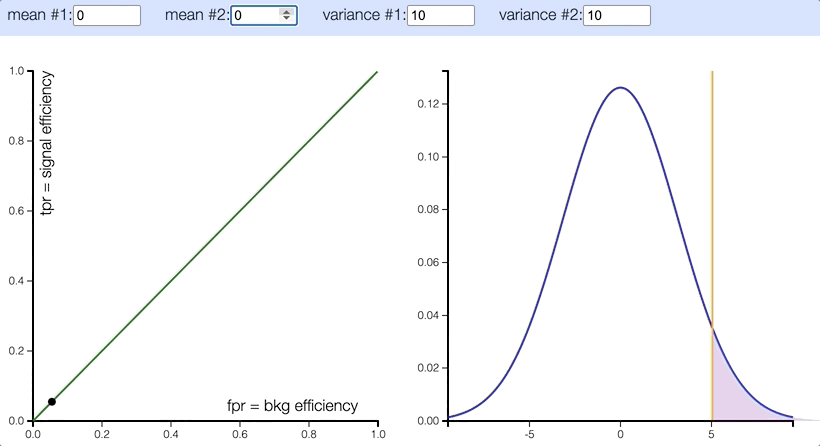 mean #1: 0 mean #2: 0 variance #1: 10 variance #2: 10
tpr = signal efficiency
1.0
0.8
0.6
0.4
0.2
0.0
0.0 0.2 0.4 0.6 0.8 1.0
fpr = bkg efficiency
0.12
0.10
0.08
0.06
0.04
0.02
0.00
-5 0 5